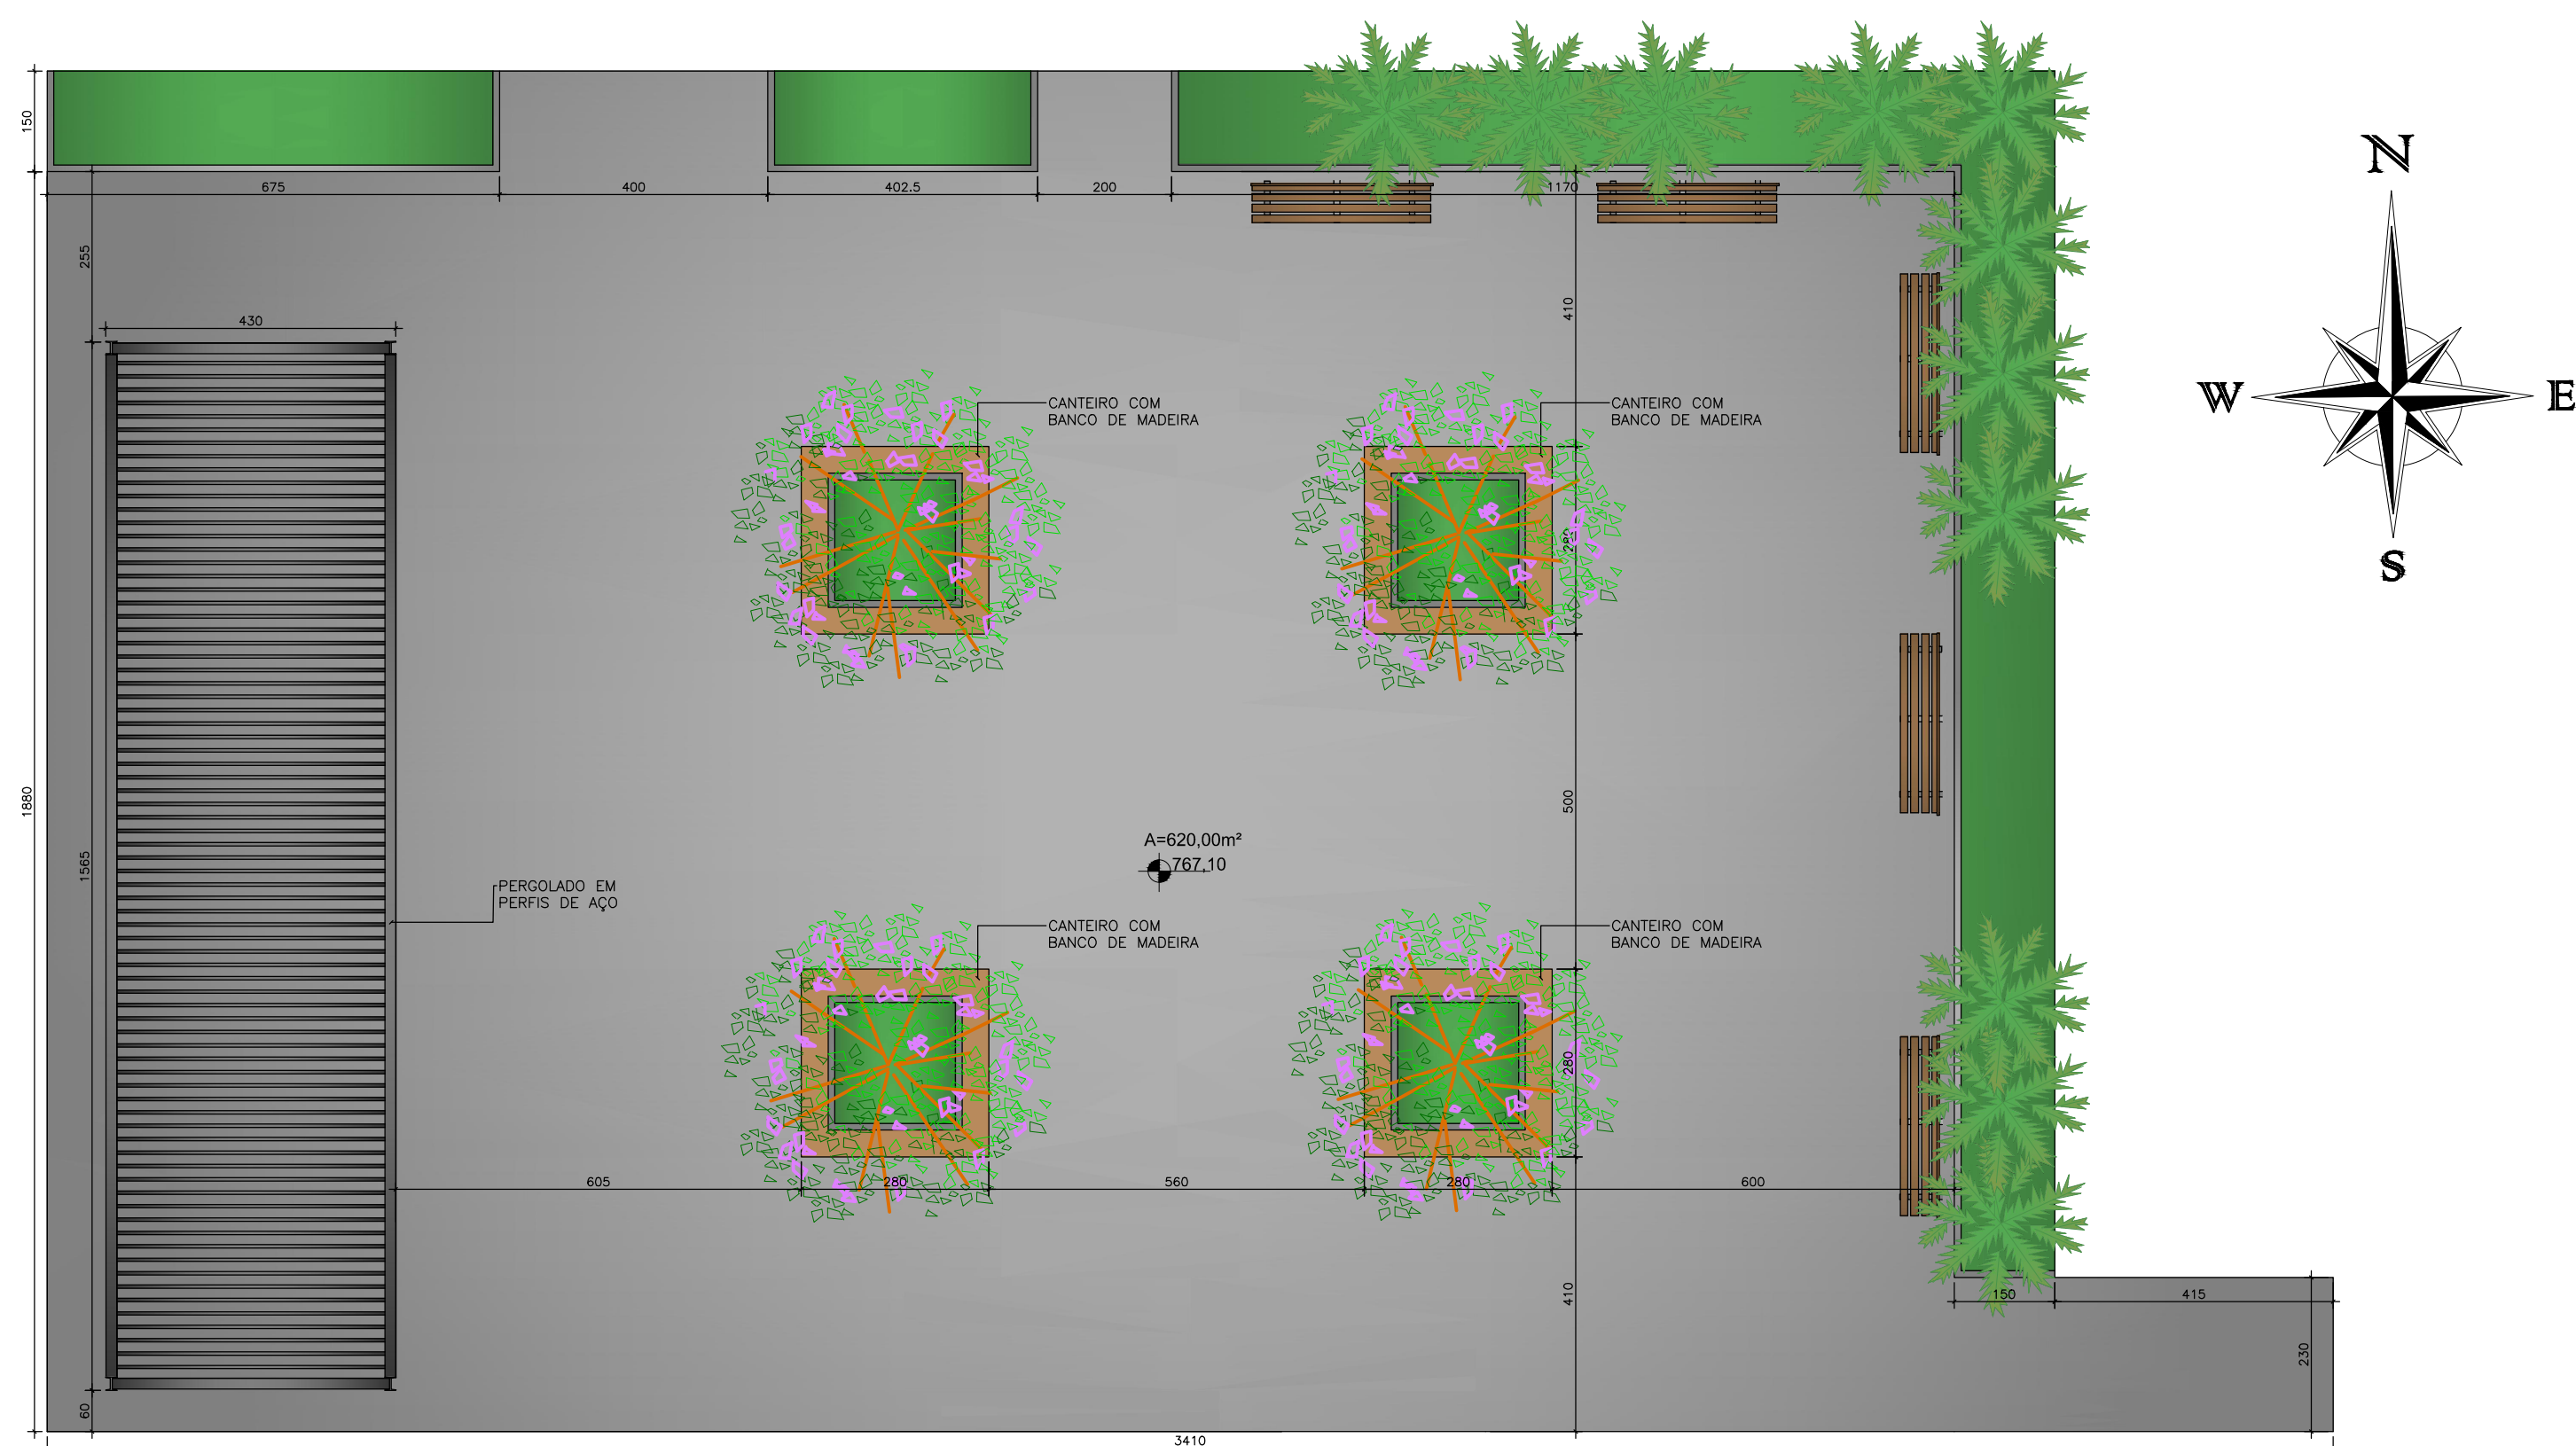 N
150
675
400
402.5
200
1170
255
410
430
W
E
CANTEIRO COM
BANCO DE MADEIRA
CANTEIRO COM
BANCO DE MADEIRA
280
S
1880
500
A=620,00m²
767,10
1565
PERGOLADO EM
PERFIS DE AÇO
CANTEIRO COM
BANCO DE MADEIRA
CANTEIRO COM
BANCO DE MADEIRA
280
605
280
560
280
600
410
150
415
230
60
3410